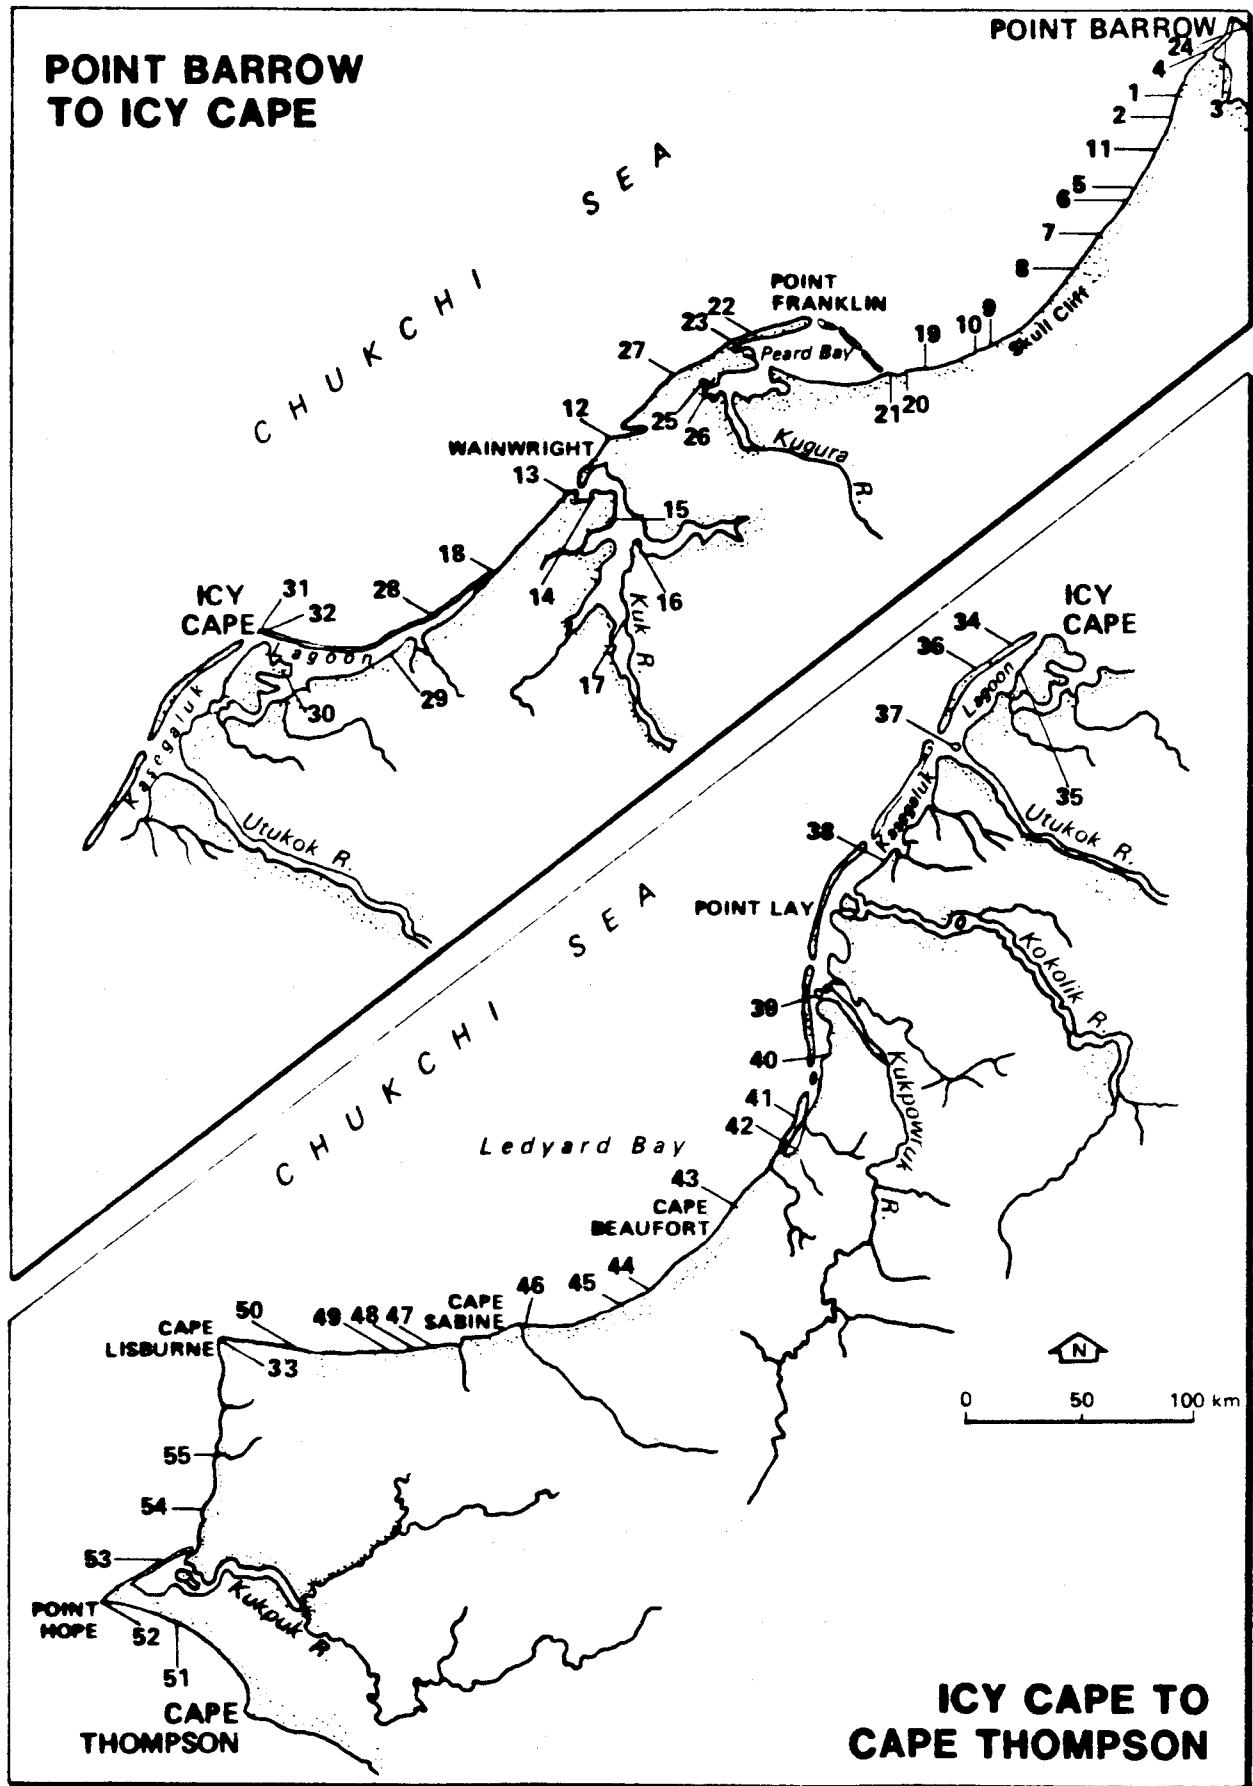 POINT BARROW
TO ICY CAPE
POINT BARROW
24
4
1
2
3
11
5
6
7
8
Skull Cliff
9
10
19
20
21
POINT
FRANKLIN
22
23
Peard Bay
27
25
26
Kugura
R.
CHUKCHI SEA
12
WAINWRIGHT
13
15
14
16
Kuk R
17
18
28
31
32
ICY
CAPE
Kasegaluk
Lagoon
29
30
Utukok R.
ICY
CAPE
34
36
Lagoon
37
35
Kasegaluk
Utukok R.
38
POINT LAY
Kokolik R.
39
40
Kukpowruk
R.
41
42
CHUKCHI SEA
Ledyard Bay
43
CAPE
BEAUFORT
44
45
46
CAPE
SABINE
47
48
49
50
CAPE
LISBURNE
33
N
0 50 100 km
55
54
53
Kukpuk R
POINT
HOPE
52
51
CAPE
THOMPSON
ICY CAPE TO
CAPE THOMPSON